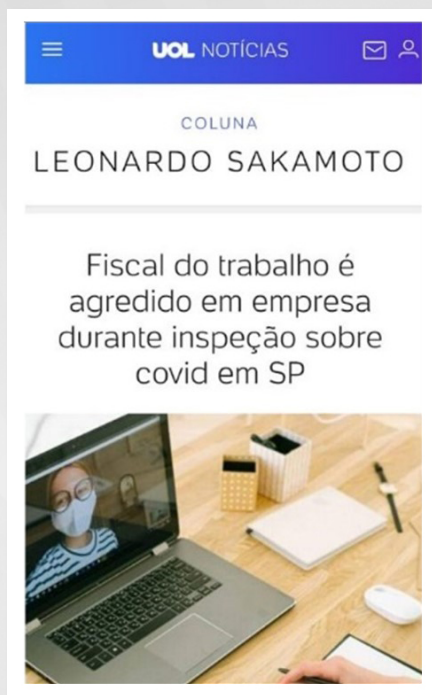 UOL NOTÍCIAS
COLUNA
LEONARDO SAKAMOTO
Fiscal do trabalho é
agredido em empresa
durante inspeção sobre
covid em SP